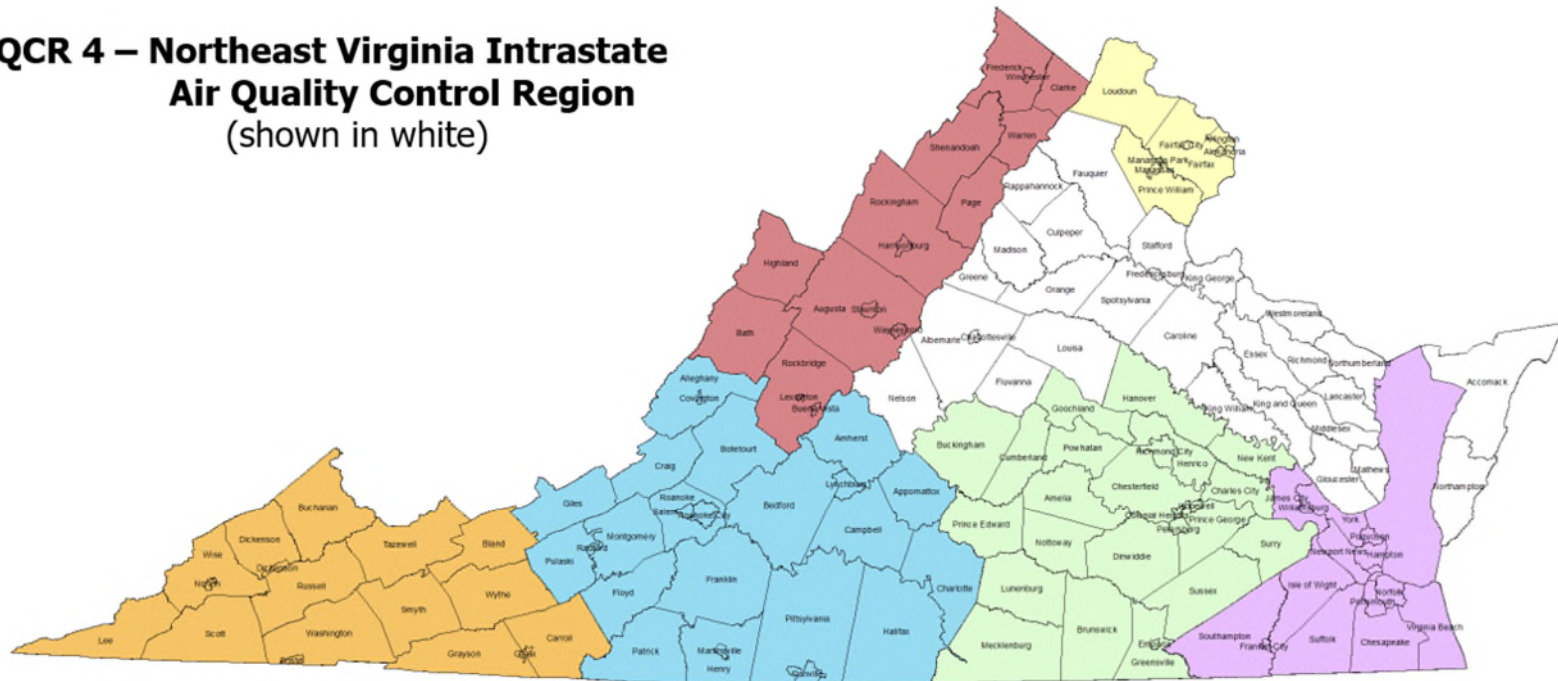 QCR 4 – Northeast Virginia Intrastate
Air Quality Control Region
(shown in white)
Frederick
Winchester
Clarke
Loudoun
Warren
Shenandoah
Fairfax City
Arlington
Alexandria
Fairfax
Manassas Park
Manassas
Prince William
Fauquier
Rappahannock
Page
Rockingham
Culpeper
Harrisonburg
Madison
Stafford
Highland
Greene
Fredericksburg
King George
Orange
Spotsylvania
Augusta
Staunton
Waynesboro
Westmoreland
Bath
Albemarle
Charlottesville
Louisa
Caroline
Essex
Richmond
Northumberland
Rockbridge
Alleghany
Covington
Lexington
Buena Vista
Nelson
Fluvanna
Goochland
Hanover
King William
King and Queen
Lancaster
Accomack
Middlesex
Amherst
Botetourt
Buckingham
Cumberland
Powhatan
Richmond City
Henrico
New Kent
Mathews
Gloucester
Northampton
Craig
Roanoke
Salem
Roanoke City
Lynchburg
Appomattox
Bedford
Amelia
Chesterfield
Charles City
James City
Williamsburg
York
Giles
Buchanan
Campbell
Prince Edward
Colonial Heights
Hopewell
Prince George
Petersburg
Poquoson
Newport News
Hampton
Montgomery
Radford
Pulaski
Bland
Tazewell
Dickenson
Wise
Norton
Dickenson
Russell
Nottoway
Dinwiddie
Surry
Isle of Wight
Norfolk
Portsmouth
Franklin
Floyd
Wythe
Smyth
Charlotte
Lunenburg
Sussex
Pittsylvania
Halifax
Brunswick
Virginia Beach
Lee
Scott
Washington
Bristol
Grayson
Galax
Carroll
Patrick
Martinsville
Henry
Danville
Mecklenburg
Emporia
Greensville
Southampton
Franklin City
Suffolk
Chesapeake